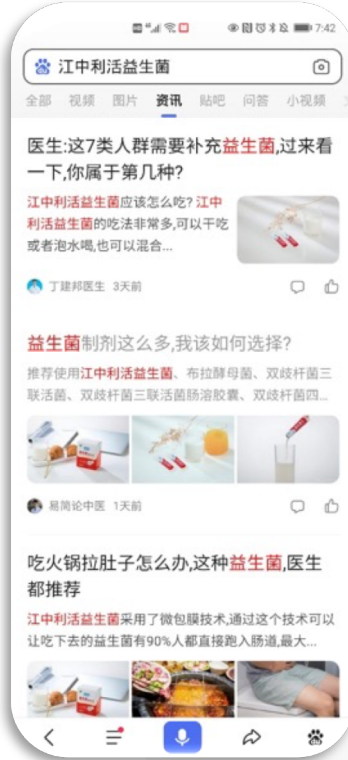 7:42
江中利活益生菌
全部 视频 图片 资讯 贴吧 问答 小视频
医生:这7类人群需要补充益生菌,过来看
一下,你属于第几种?
江中利活益生菌应该怎么吃? 江中
利活益生菌的吃法非常多,可以干吃
或者泡水喝,也可以混合...
丁建邦医生 3天前
益生菌制剂这么多,我该如何选择?
推荐使用江中利活益生菌、布拉酵母菌、双歧杆菌三
联活菌、双歧杆菌三联活菌肠溶胶囊、双歧杆菌四...
易简论中医 1天前
吃火锅拉肚子怎么办,这种益生菌,医生
都推荐
江中利活益生菌采用了微包膜技术,通过这个技术可以
让吃下去的益生菌有90%人都直接跑入肠道,最大...